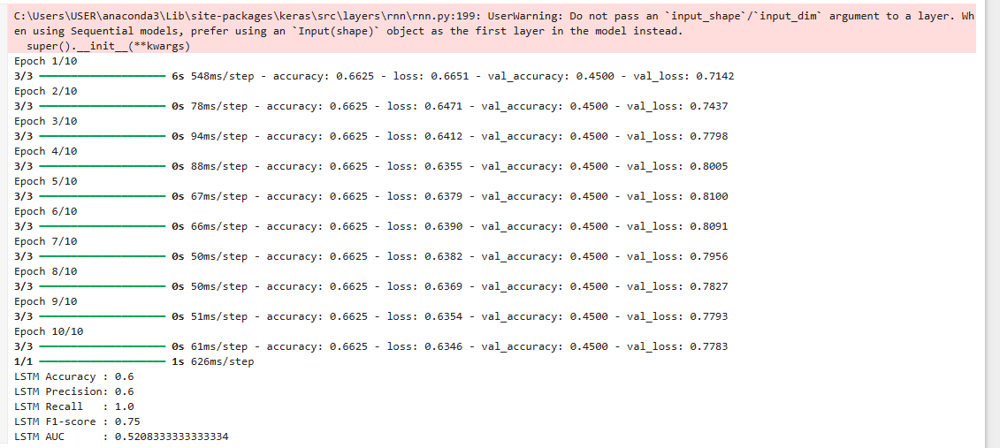 C:\Users\USER\anaconda3\Lib\site-packages\keras\src\layers\rnn\rnn.py:199: UserWarning: Do not pass an `input_shape`/`input_dim` argument to a layer. Wh
en using Sequential models, prefer using an `Input(shape)` object as the first layer in the model instead.
  super().__init__(**kwargs)
Epoch 1/10
3/3 ━━━━━━━━━━━━━━━━━━━━ 6s 548ms/step - accuracy: 0.6625 - loss: 0.6651 - val_accuracy: 0.4500 - val_loss: 0.7142
Epoch 2/10
3/3 ━━━━━━━━━━━━━━━━━━━━ 0s 78ms/step - accuracy: 0.6625 - loss: 0.6471 - val_accuracy: 0.4500 - val_loss: 0.7437
Epoch 3/10
3/3 ━━━━━━━━━━━━━━━━━━━━ 0s 94ms/step - accuracy: 0.6625 - loss: 0.6412 - val_accuracy: 0.4500 - val_loss: 0.7798
Epoch 4/10
3/3 ━━━━━━━━━━━━━━━━━━━━ 0s 88ms/step - accuracy: 0.6625 - loss: 0.6355 - val_accuracy: 0.4500 - val_loss: 0.8005
Epoch 5/10
3/3 ━━━━━━━━━━━━━━━━━━━━ 0s 67ms/step - accuracy: 0.6625 - loss: 0.6379 - val_accuracy: 0.4500 - val_loss: 0.8100
Epoch 6/10
3/3 ━━━━━━━━━━━━━━━━━━━━ 0s 66ms/step - accuracy: 0.6625 - loss: 0.6390 - val_accuracy: 0.4500 - val_loss: 0.8091
Epoch 7/10
3/3 ━━━━━━━━━━━━━━━━━━━━ 0s 50ms/step - accuracy: 0.6625 - loss: 0.6382 - val_accuracy: 0.4500 - val_loss: 0.7956
Epoch 8/10
3/3 ━━━━━━━━━━━━━━━━━━━━ 0s 50ms/step - accuracy: 0.6625 - loss: 0.6369 - val_accuracy: 0.4500 - val_loss: 0.7827
Epoch 9/10
3/3 ━━━━━━━━━━━━━━━━━━━━ 0s 51ms/step - accuracy: 0.6625 - loss: 0.6354 - val_accuracy: 0.4500 - val_loss: 0.7793
Epoch 10/10
3/3 ━━━━━━━━━━━━━━━━━━━━ 0s 61ms/step - accuracy: 0.6625 - loss: 0.6346 - val_accuracy: 0.4500 - val_loss: 0.7783
1/1 ━━━━━━━━━━━━━━━━━━━━ 1s 626ms/step
LSTM Accuracy : 0.6
LSTM Precision: 0.6
LSTM Recall   : 1.0
LSTM F1-score : 0.75
LSTM AUC      : 0.5208333333333334